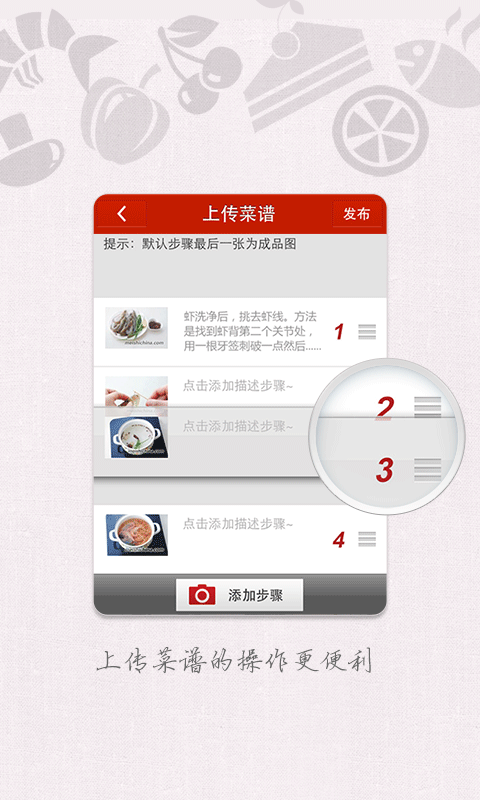 上传菜谱
发布
提示：默认步骤最后一张为成品图
虾洗净后，挑去虾线。方法
是找到虾背第二个关节处，
用一根牙签刺破一点然后......
1
meishichina.com
点击添加描述步骤~
2
点击添加描述步骤~
3
点击添加描述步骤~
4
添加步骤
上传菜谱的操作更便利